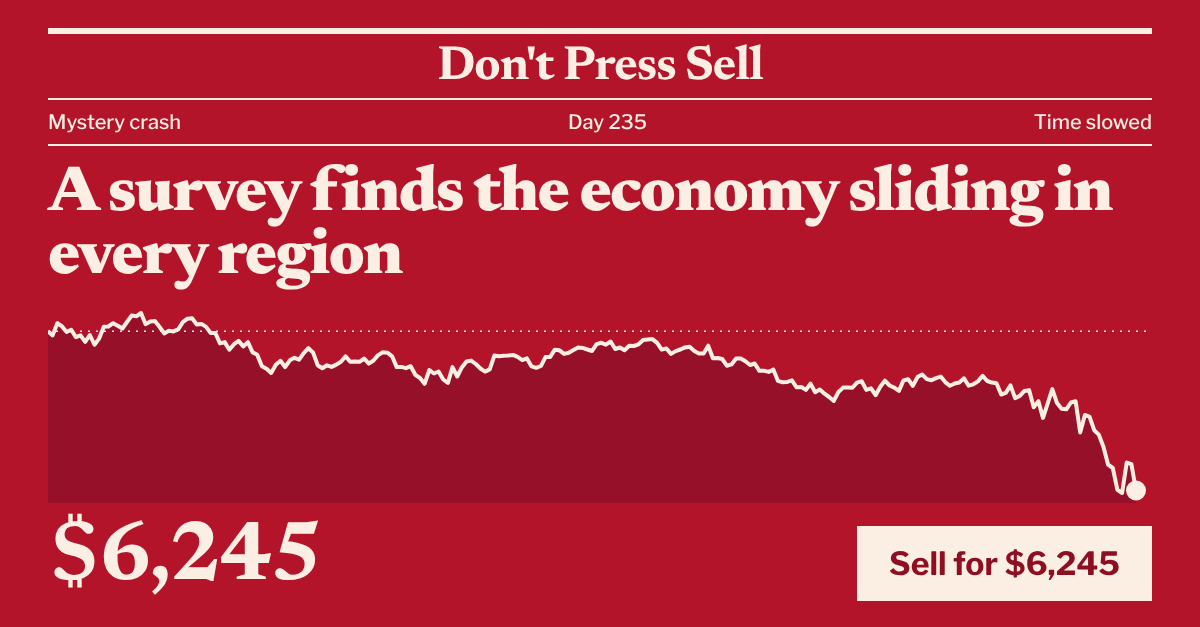 Don't Press Sell
Mystery crash
Day 235
Time slowed
A survey finds the economy sliding in
every region
$6,245
Sell for $6,245